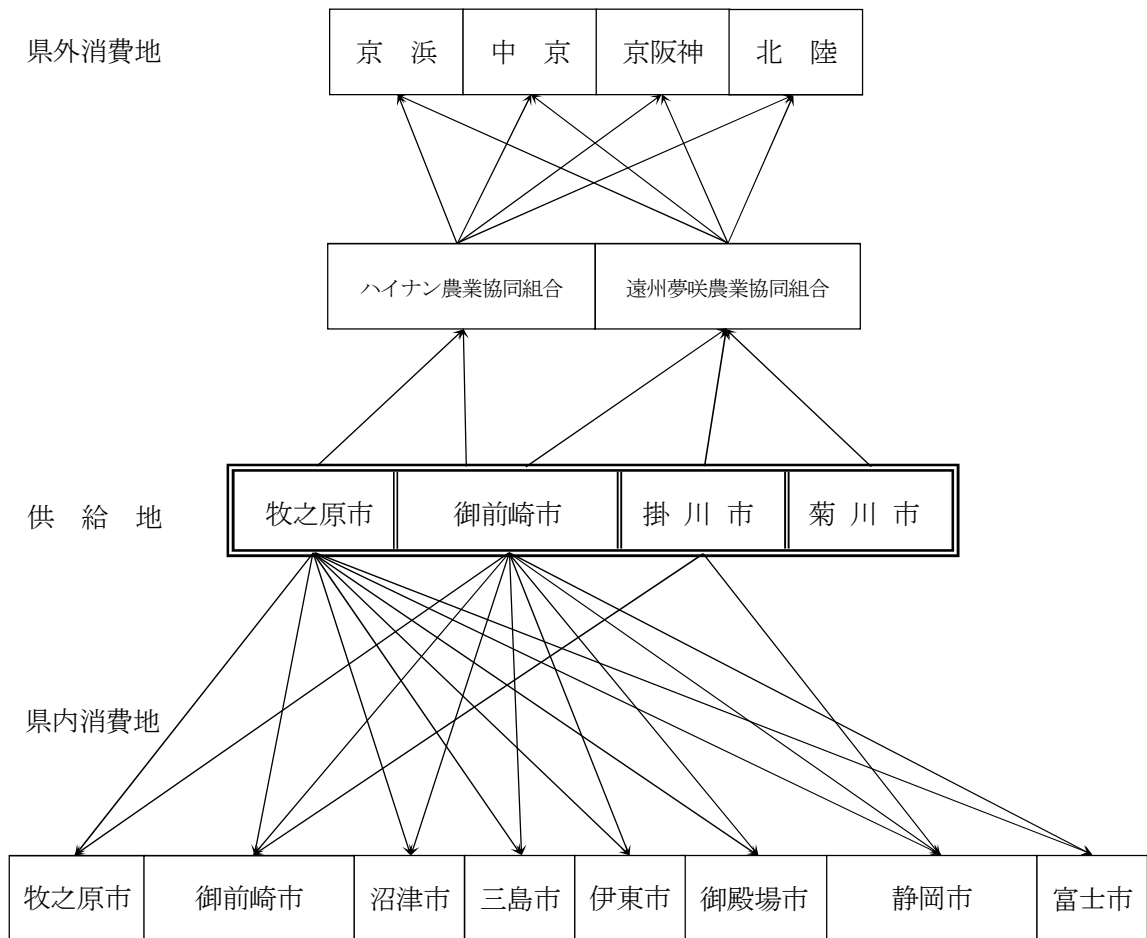 県外消費地
京 浜
中 京
京阪神
北 陸
ハイナン農業協同組合
遠州夢咲農業協同組合
供 給 地
牧之原市
御前崎市
掛 川 市
菊 川 市
県内消費地
牧之原市
御前崎市
沼津市
三島市
伊東市
御殿場市
静岡市
富士市